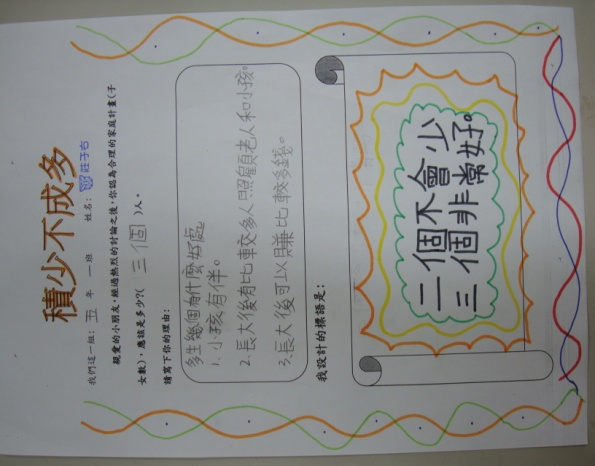 積少不成多
我們這一組：五 年 一 班 姓名：莊子右
親愛的小朋友，經過熱烈的討論之後，你認為合理的家庭計畫(子
女數)，應該是多少?( 三個 )人。
請寫下你的理由：
多生幾個有什麼好處
1.小孩有伴。
2.長大後有比較多人照顧老人和小孩。
3.長大後可以賺比較多錢。
我設計的標語是：
二個不會少
三個非常好。